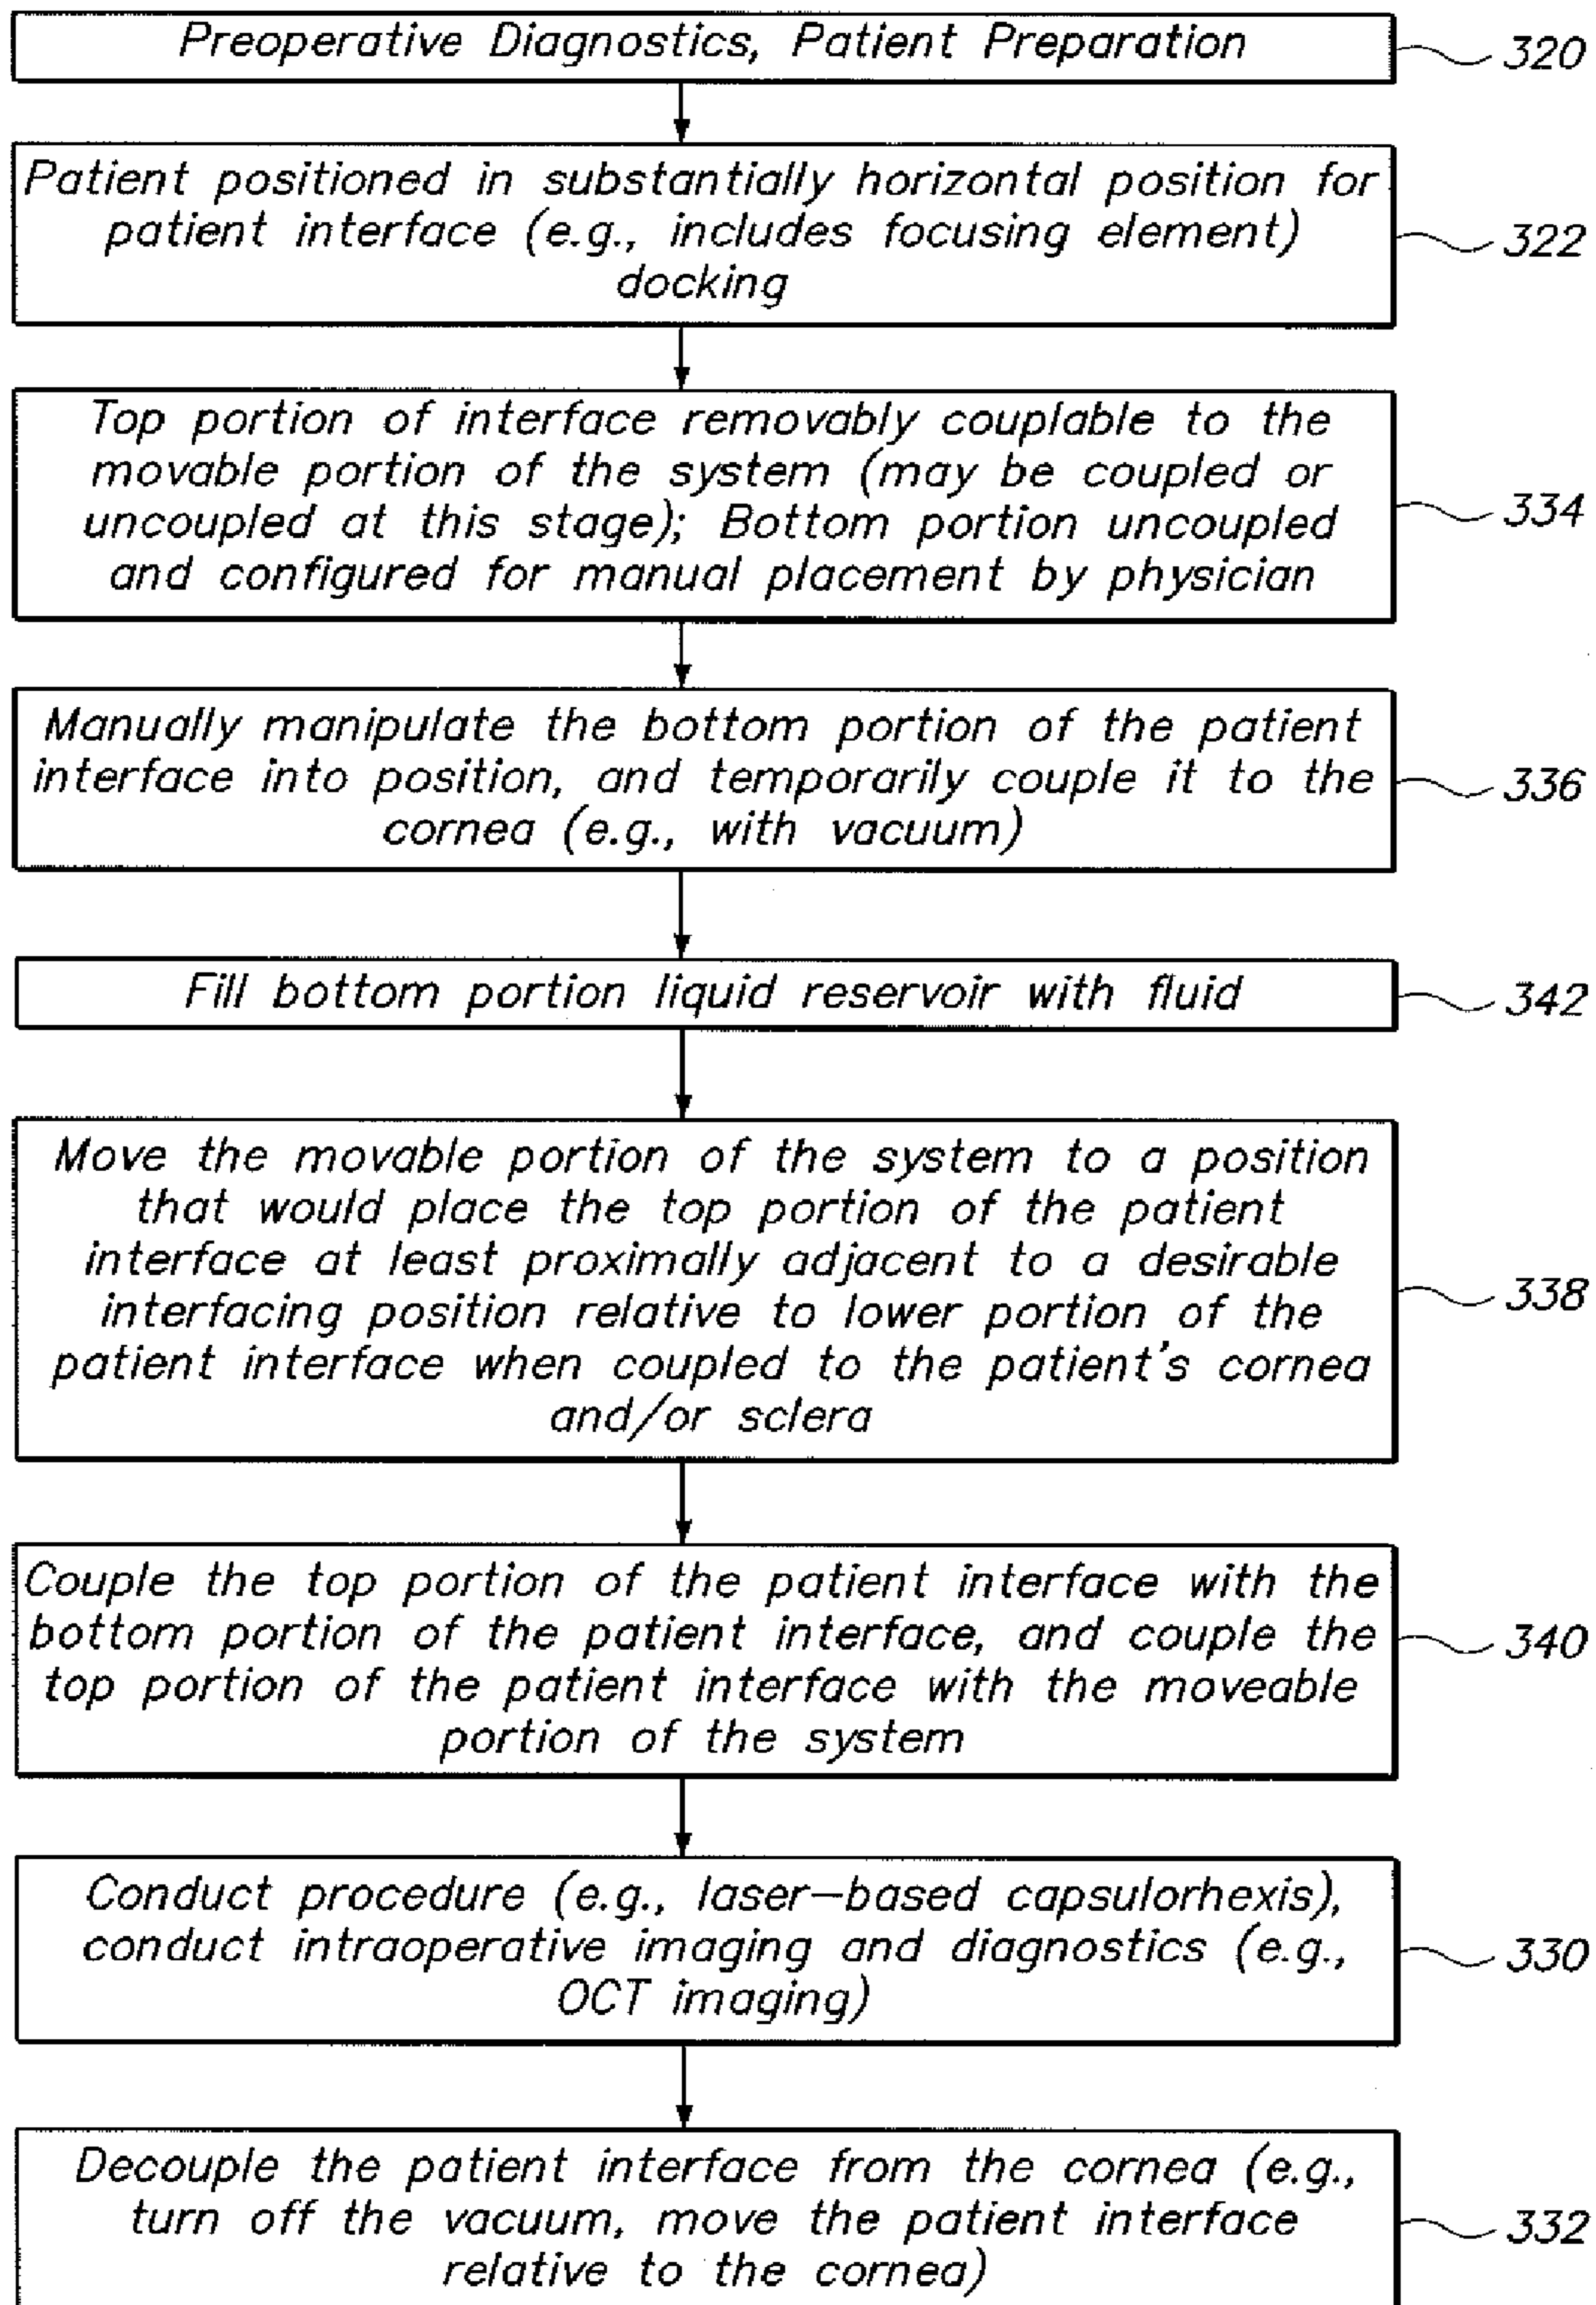 Preoperative Diagnostics, Patient Preparation
320
Patient positioned in substantially horizontal position for
patient interface (e.g., includes focusing element)
docking
322
Top portion of interface removably couplable to the
movable portion of the system (may be coupled or
uncoupled at this stage); Bottom portion uncoupled
and configured for manual placement by physician
334
Manually manipulate the bottom portion of the patient
interface into position, and temporarily couple it to the
cornea (e.g., with vacuum)
336
Fill bottom portion liquid reservoir with fluid
342
Move the movable portion of the system to a position
that would place the top portion of the patient
interface at least proximally adjacent to a desirable
interfacing position relative to lower portion of the
patient interface when coupled to the patient's cornea
and/or sclera
338
Couple the top portion of the patient interface with the
bottom portion of the patient interface, and couple the
top portion of the patient interface with the moveable
portion of the system
340
Conduct procedure (e.g., laser-based capsulorhexis),
conduct intraoperative imaging and diagnostics (e.g.,
OCT imaging)
330
Decouple the patient interface from the cornea (e.g.,
turn off the vacuum, move the patient interface
relative to the cornea)
332